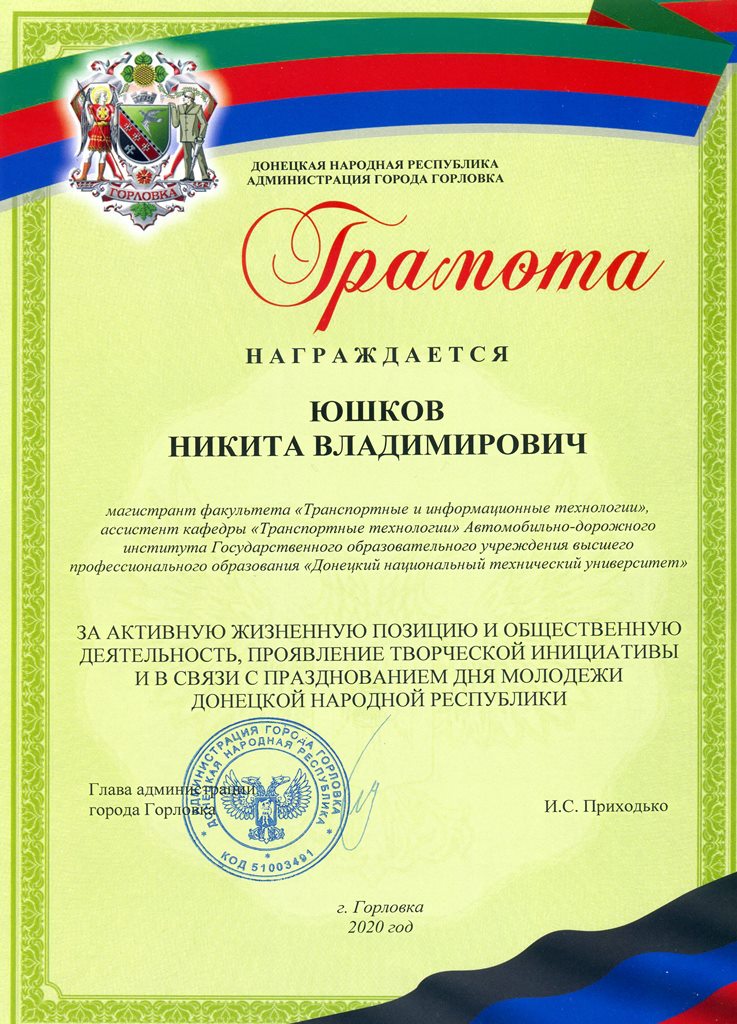 ГОРЛОВКА
ДОНЕЦКАЯ НАРОДНАЯ РЕСПУБЛИКА
АДМИНИСТРАЦИЯ ГОРОДА ГОРЛОВКА
Грамота
НАГРАЖДАЕТСЯ
ЮШКОВ
НИКИТА ВЛАДИМИРОВИЧ
магистрант факультета «Транспортные и информационные технологии»,
ассистент кафедры «Транспортные технологии» Автомобильно-дорожного
института Государственного образовательного учреждения высшего
профессионального образования «Донецкий национальный технический университет»
ЗА АКТИВНУЮ ЖИЗНЕННУЮ ПОЗИЦИЮ И ОБЩЕСТВЕННУЮ
ДЕЯТЕЛЬНОСТЬ, ПРОЯВЛЕНИЕ ТВОРЧЕСКОЙ ИНИЦИАТИВЫ
И В СВЯЗИ С ПРАЗДНОВАНИЕМ ДНЯ МОЛОДЕЖИ
ДОНЕЦКОЙ НАРОДНОЙ РЕСПУБЛИКИ
АДМИНИСТРАЦИЯ ГОРОДА ГОРЛОВКА
ДОНЕЦКАЯ НАРОДНАЯ РЕСПУБЛИКА
* КОД 51003491 *
Глава администрации
города Горловка
И.С. Приходько
г. Горловка
2020 год